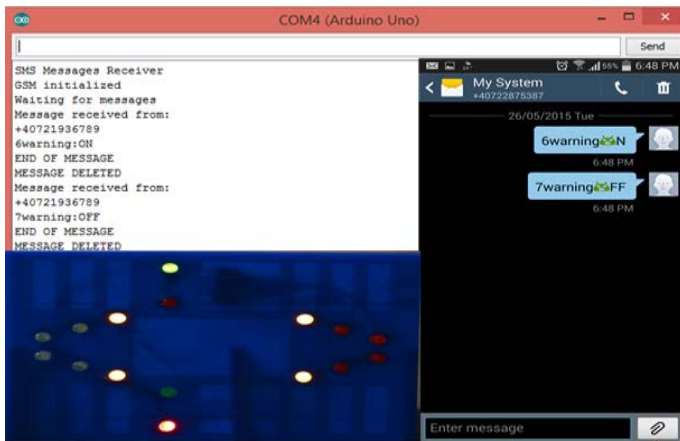 COM4 (Arduino Uno)
Send
SMS Messages Receiver
GSM initialized
Waiting for messages
Message received from:
+40721936789
6warning:ON
END OF MESSAGE
MESSAGE DELETED
Message received from:
+40721936789
7warning:OFF
END OF MESSAGE
MESSAGE DELETED
66% 6:48 PM
My System
+40722875387
26/05/2015 Tue
6warning N
6:48 PM
7warning FF
6:48 PM
Enter message